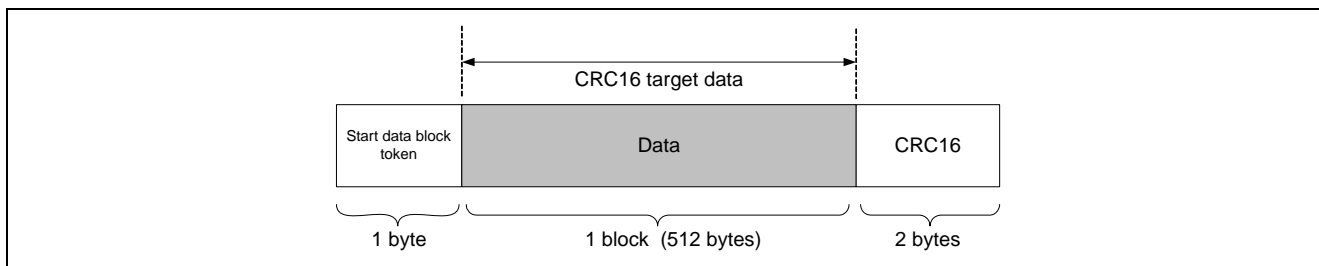 CRC16 target data
Start data block
token
Data
CRC16
1 byte
1 block (512 bytes)
2 bytes